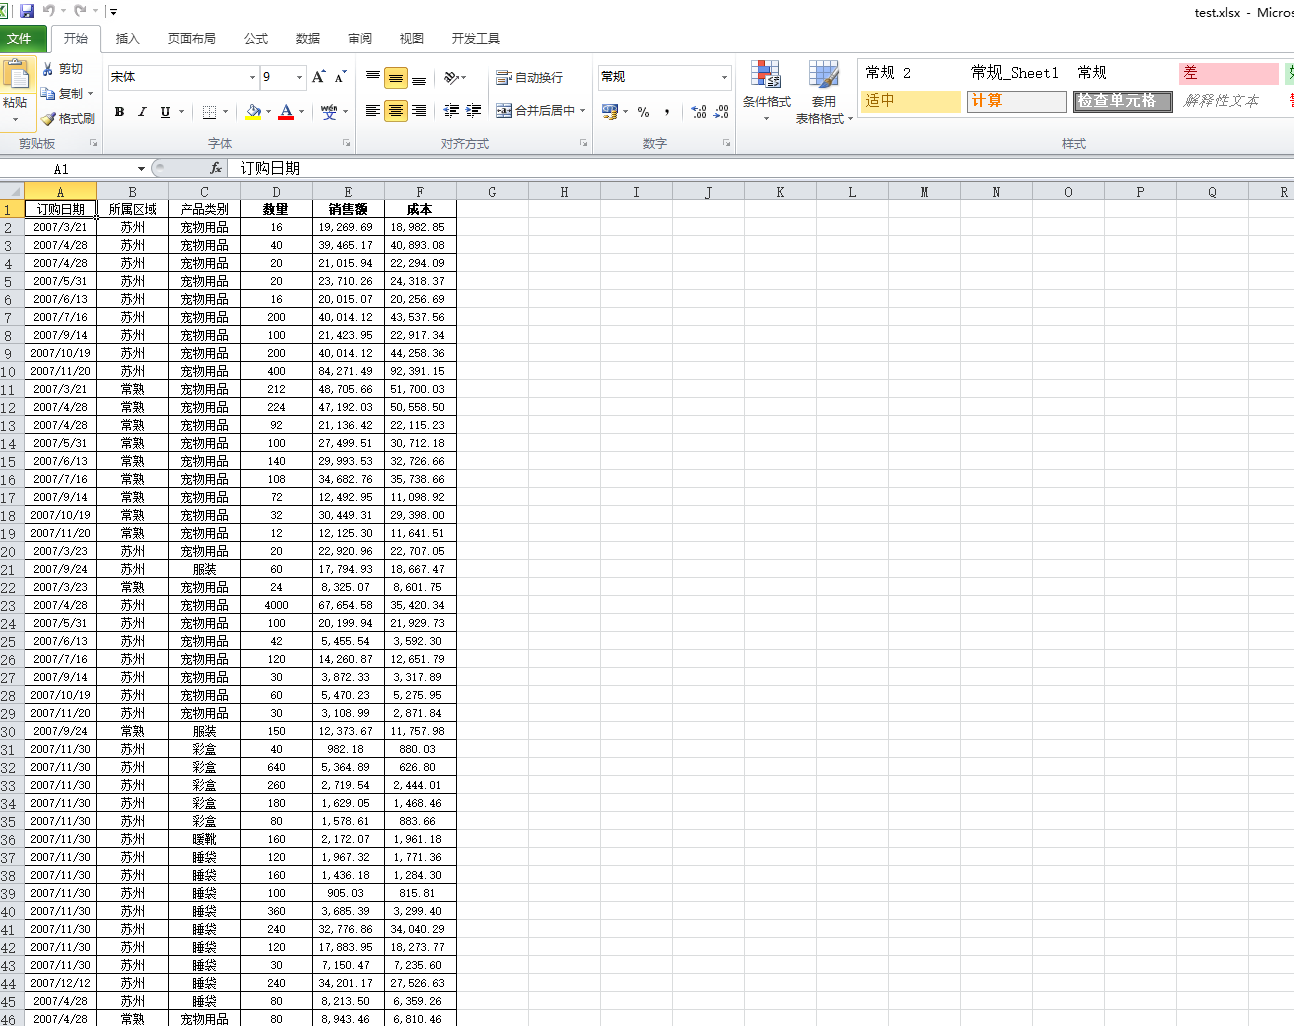 test.xlsx - Micros
文件 开始 插入 页面布局 公式 数据 审阅 视图 开发工具
剪切 宋体 9 自动换行 常规 常规 2 常规_Sheet1 常规 差
粘贴 复制 B I U wén 合并后居中 % , 条件格式 套用 适中 计算 检查单元格 解释性文本
格式刷 表格格式
剪贴板 字体 对齐方式 数字 样式
A1 fx 订购日期
A B C D E F G H I J K L M N O P Q R
1 订购日期 所属区域 产品类别 数量 销售额 成本
2 2007/3/21 苏州 宠物用品 16 19,269.69 18,982.85
3 2007/4/28 苏州 宠物用品 40 39,465.17 40,893.08
4 2007/4/28 苏州 宠物用品 20 21,015.94 22,294.09
5 2007/5/31 苏州 宠物用品 20 23,710.26 24,318.37
6 2007/6/13 苏州 宠物用品 16 20,015.07 20,256.69
7 2007/7/16 苏州 宠物用品 200 40,014.12 43,537.56
8 2007/9/14 苏州 宠物用品 100 21,423.95 22,917.34
9 2007/10/19 苏州 宠物用品 200 40,014.12 44,258.36
10 2007/11/20 苏州 宠物用品 400 84,271.49 92,391.15
11 2007/3/21 常熟 宠物用品 212 48,705.66 51,700.03
12 2007/4/28 常熟 宠物用品 224 47,192.03 50,558.50
13 2007/4/28 常熟 宠物用品 92 21,136.42 22,115.23
14 2007/5/31 常熟 宠物用品 100 27,499.51 30,712.18
15 2007/6/13 常熟 宠物用品 140 29,993.53 32,726.66
16 2007/7/16 常熟 宠物用品 108 34,682.76 35,738.66
17 2007/9/14 常熟 宠物用品 72 12,492.95 11,098.92
18 2007/10/19 常熟 宠物用品 32 30,449.31 29,398.00
19 2007/11/20 常熟 宠物用品 12 12,125.30 11,641.51
20 2007/3/23 苏州 宠物用品 20 22,920.96 22,707.05
21 2007/9/24 苏州 服装 60 17,794.93 18,667.47
22 2007/3/23 常熟 宠物用品 24 8,325.07 8,601.75
23 2007/4/28 苏州 宠物用品 4000 67,654.58 35,420.34
24 2007/5/31 苏州 宠物用品 100 20,199.94 21,929.73
25 2007/6/13 苏州 宠物用品 42 5,455.54 3,592.30
26 2007/7/16 苏州 宠物用品 120 14,260.87 12,651.79
27 2007/9/14 苏州 宠物用品 30 3,872.33 3,317.89
28 2007/10/19 苏州 宠物用品 60 5,470.23 5,275.95
29 2007/11/20 苏州 宠物用品 30 3,108.99 2,871.84
30 2007/9/24 常熟 服装 150 12,373.67 11,757.98
31 2007/11/30 苏州 彩盒 40 982.18 880.03
32 2007/11/30 苏州 彩盒 640 5,364.89 626.80
33 2007/11/30 苏州 彩盒 260 2,719.54 2,444.01
34 2007/11/30 苏州 彩盒 180 1,629.05 1,468.46
35 2007/11/30 苏州 彩盒 80 1,578.61 883.66
36 2007/11/30 苏州 暖靴 160 2,172.07 1,961.18
37 2007/11/30 苏州 睡袋 120 1,967.32 1,771.36
38 2007/11/30 苏州 睡袋 160 1,436.18 1,284.30
39 2007/11/30 苏州 睡袋 100 905.03 815.81
40 2007/11/30 苏州 睡袋 360 3,685.39 3,299.40
41 2007/11/30 苏州 睡袋 240 32,776.86 34,040.29
42 2007/11/30 苏州 睡袋 120 17,883.95 18,273.77
43 2007/11/30 苏州 睡袋 30 7,150.47 7,235.60
44 2007/12/12 苏州 睡袋 240 34,201.17 27,526.63
45 2007/4/28 苏州 睡袋 80 8,213.50 6,359.26
46 2007/4/28 常熟 宠物用品 80 8,943.46 6,810.46